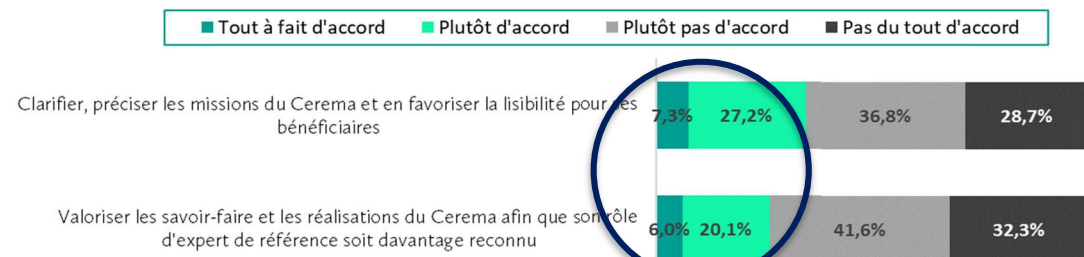 Tout à fait d'accord Plutôt d'accord Plutôt pas d'accord Pas du tout d'accord
Clarifier, préciser les missions du Cerema et en favoriser la lisibilité pour ses
bénéficiaires
7,3% 27,2% 36,8% 28,7%
Valoriser les savoir-faire et les réalisations du Cerema afin que son rôle
d'expert de référence soit davantage reconnu
6,0% 20,1% 41,6% 32,3%